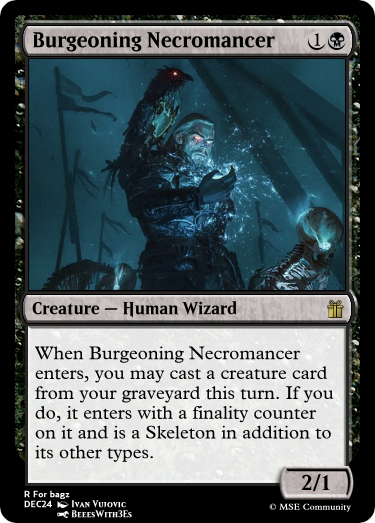 Burgeoning Necromancer 1
Creature — Human Wizard
When Burgeoning Necromancer
enters, you may cast a creature card
from your graveyard this turn. If you
do, it enters with a finality counter
on it and is a Skeleton in addition to
its other types.
2/1
R For bagz
DEC24 Ivan Vujovic
BeeesWith3Es
© MSE Community